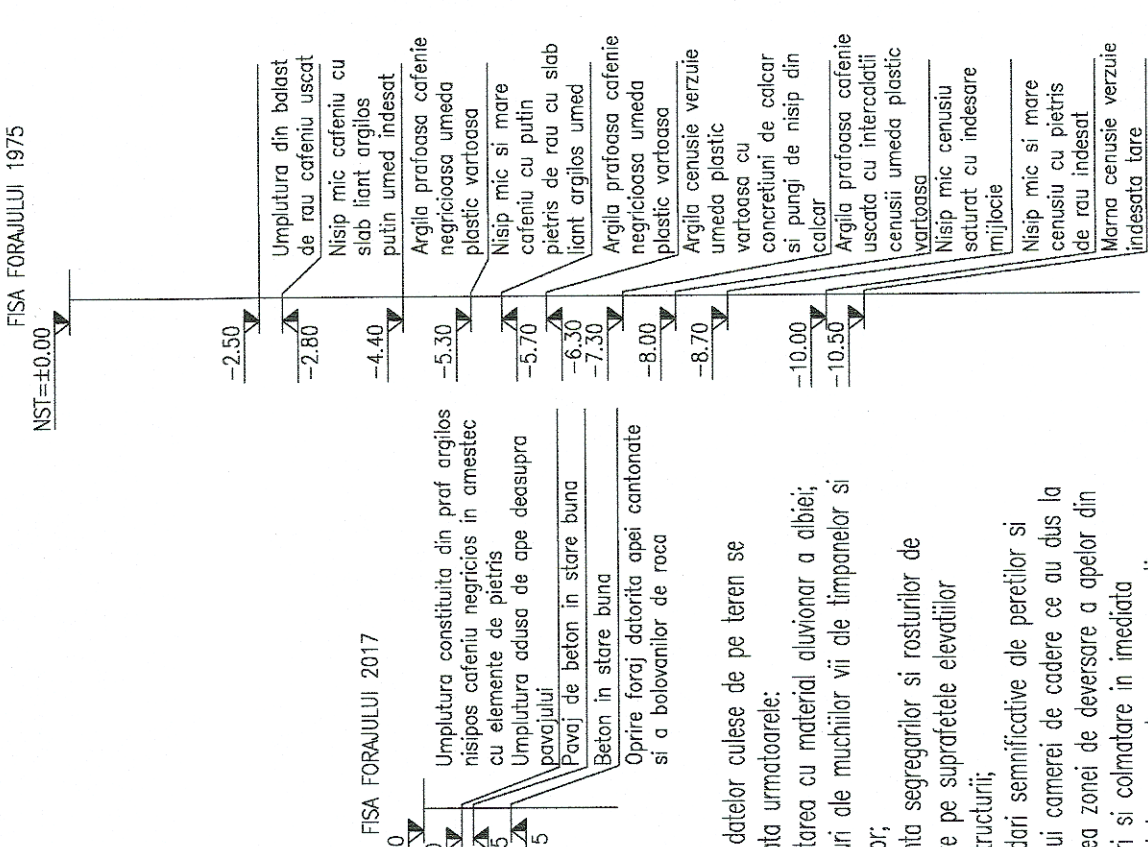 FISA FORAJULUI 1975
NST=±0.00
-2.50
-2.80
-4.40
-5.30
-5.70
-6.30
-7.30
-8.00
-8.70
-10.00
-10.50
Umplutura din balast
de rau cafeniu uscat
Nisip mic cafeniu cu
slab liant argilos
putin umed indesat
Argila prafoasa cafenie
negricioasa umeda
plastic vartoasa
Nisip mic si mare
cafeniu cu putin
pietris de rau cu slab
liant argilos umed
Argila prafoasa cafenie
negricioasa umeda
plastic vartoasa
Argila cenusie verzuie
umeda plastic
vartoasa cu
concretiuni de calcar
si pungi de nisip din
calcar
Argila prafoasa cafenie
uscata cu intercalatii
cenusii umeda plastic
vartoasa
Nisip mic cenusiu
saturat cu indesare
mijlocie
Nisip mic si mare
cenusiu cu pietris
de rau indesat
Marna cenusie verzuie
indesata tare
FISA FORAJULUI 2017
0
0
5
5
Umplutura constituita din praf argilos
nisipos cafeniu negricios in amestec
cu elemente de pietris
Umplutura adusa de ape deasupra
pavajului
Pavaj de beton in stare buna
Beton in stare buna
Oprire foraj datorita apei cantonate
si a bolovanilor de roca
datelor culese de pe teren se
ata urmatoarele:
tarea cu material aluvionar a albiei;
uri ale muchiilor vii ale timpanelor si
or;
nta segregarilor si rosturilor de
e pe suprafetele elevatiilor
tructurii;
dari semnificative ale peretilor si
ui camerei de cadere ce au dus la
ea zonei de deversare a apelor din
ri si colmatare in imediata